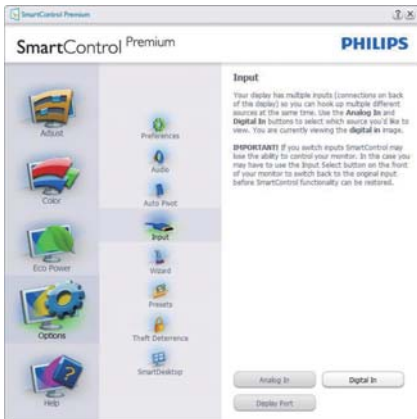 SmartControl Premium
SmartControl Premium
PHILIPS
Adjust
Color
Eco Power
Options
Help
Preferences
Audio
Auto Pivot
Input
Wizard
Presets
Theft Deterrence
SmartDesktop
Input
Your display has multiple inputs (connections on back
of this display) so you can hook up multiple different
sources at the same time. Use the Analog In and
Digital In buttons to select which source you'd like to
view. You are currently viewing the digital in image.
IMPORTANT! If you switch inputs SmartControl may
lose the ability to control your monitor. In the case you
may have to use the Input Select button on the front
of your monitor to switch back to the original input
before SmartControl functionality can be restored.
Analog In
Digital In
Display Port